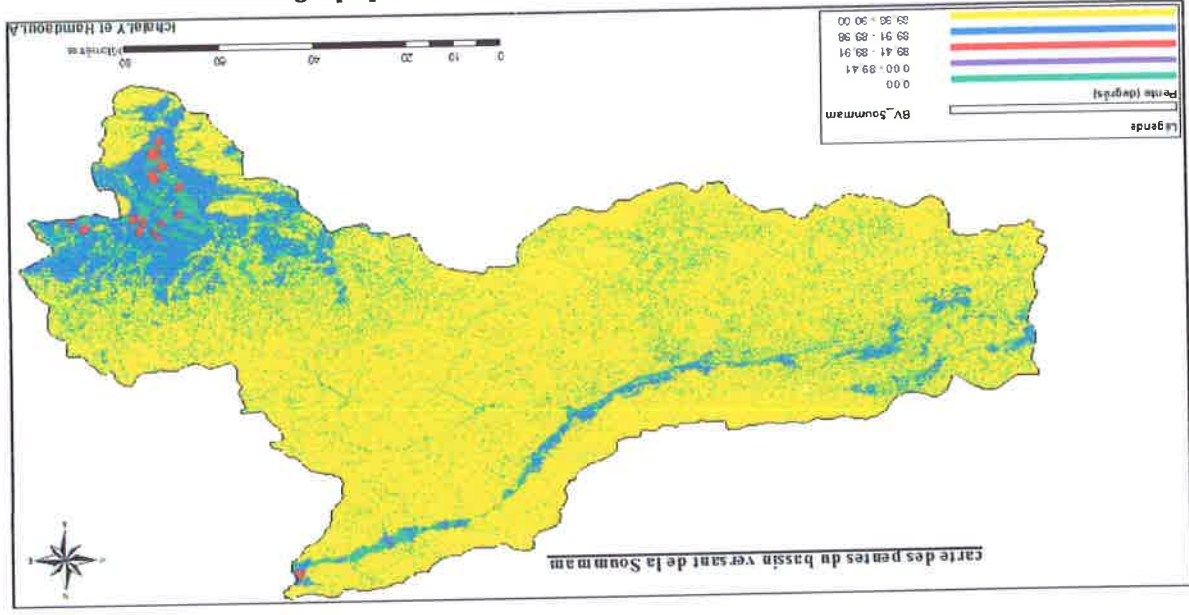 carte des pentes du bassin versant de la Soummam
Légende
BV_Soummam
Pente (degrés)
0.00
0.00 - 89.41
89.41 - 89.91
89.91 - 89.98
89.98 - 90.00
0 10 20 40 60 80
Kilomètres
Ichalal.Y et Hamdaoui.A